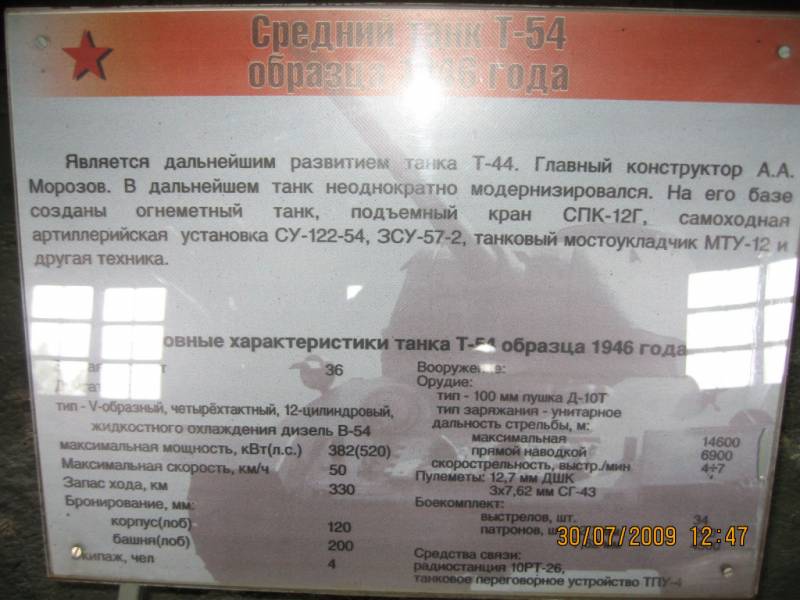 Средний танк Т-54
образца 1946 года
Является дальнейшим развитием танка Т-44. Главный конструктор А.А.
Морозов. В дальнейшем танк неоднократно модернизировался. На его базе
созданы огнеметный танк, подъемный кран СПК-12Г, самоходная
артиллерийская установка СУ-122-54, ЗСУ-57-2, танковый мостоукладчик МТУ-12 и
другая техника.
характеристики танка Т-54 образца 1946 года
36
тип - V-образный, четырёхтактный, 12-цилиндровый,
жидкостного охлаждения дизель В-54
максимальная мощность, кВт(л.с.) 382(520)
Максимальная скорость, км/ч 50
Запас хода, км 330
Бронирование, мм:
корпус(лоб) 120
башня(лоб) 200
чел 4
Вооружение:
Орудие:
тип - 100 мм пушка Д-10Т
тип заряжания - унитарное
дальность стрельбы, м:
максимальная 14600
прямой наводкой 6900
скорострельность, выстр./мин 4÷7
Пулеметы: 12,7 мм ДШК
3х7,62 мм СГ-43
Боекомплект:
выстрелов, шт. 34
патронов,
Средства связи:
радиостанция 10РТ-26,
танковое переговорное устройство ТПУ-4
30/07/2009 12:47